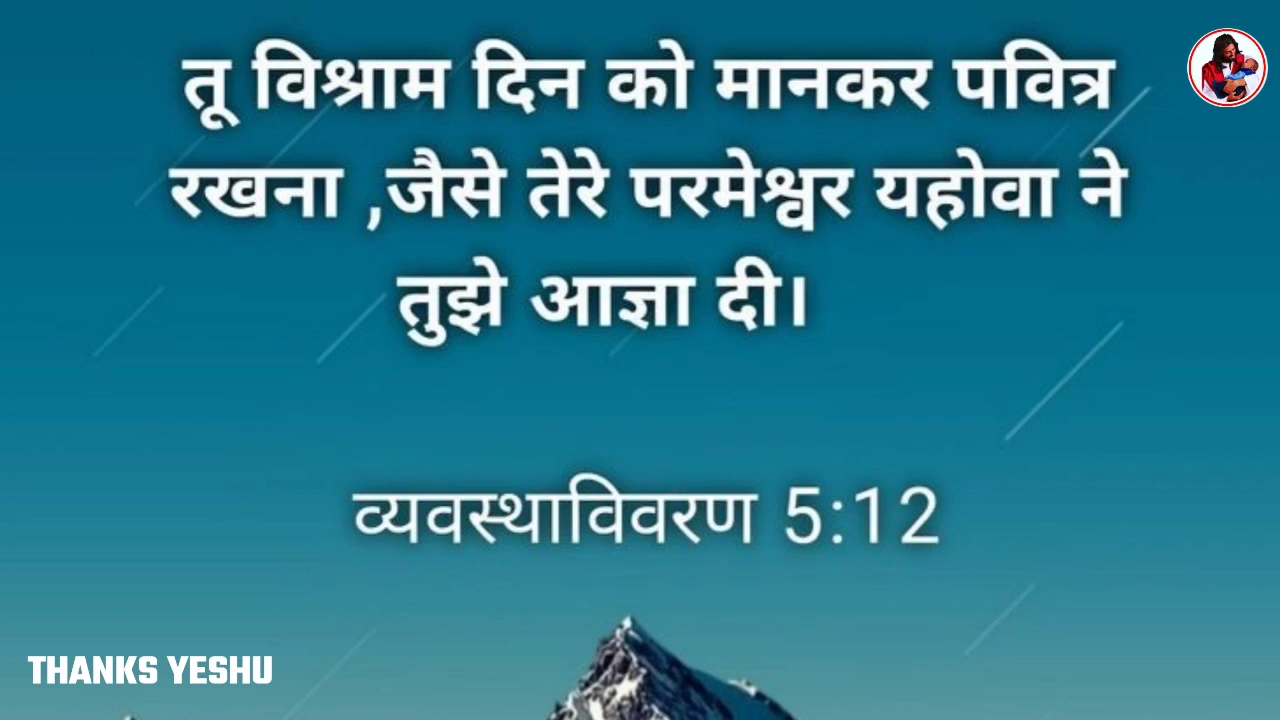 तू विश्राम दिन को मानकर पवित्र
रखना ,जैसे तेरे परमेश्वर यहोवा ने
तुझे आज्ञा दी।
व्यवस्थाविवरण 5:12
THANKS YESHU